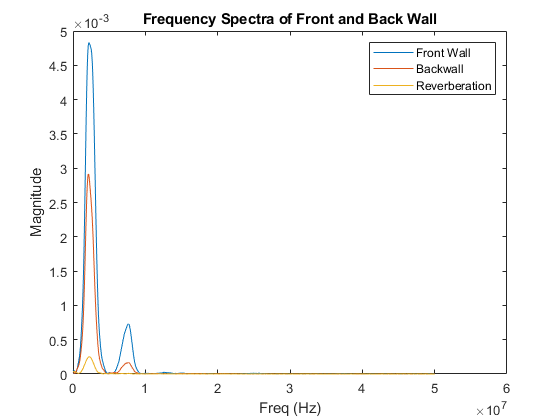 ×10^-3
Frequency Spectra of Front and Back Wall
5
4.5
4
3.5
3
2.5
2
1.5
1
0.5
0
Magnitude
Front Wall
Backwall
Reverberation
0 1 2 3 4 5 6
Freq (Hz)
×10^7